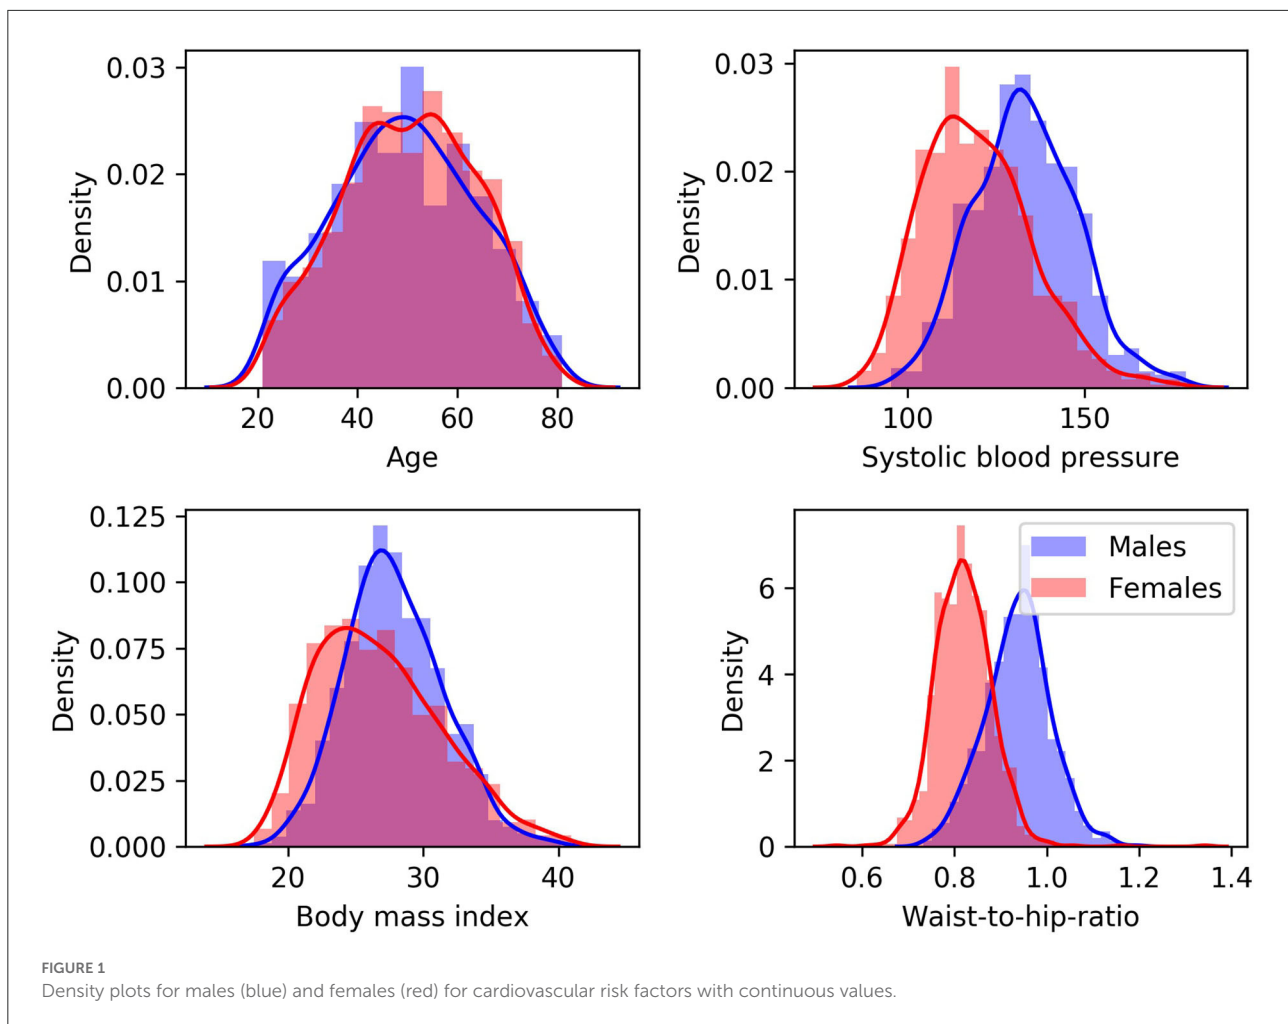 0.03
0.02
0.01
0.00
Density
20 40 60 80
Age
0.03
0.02
0.01
0.00
Density
100 150
Systolic blood pressure
0.125
0.100
0.075
0.050
0.025
0.000
Density
20 30 40
Body mass index
6
4
2
0
Density
Males
Females
0.6 0.8 1.0 1.2 1.4
Waist-to-hip-ratio
FIGURE 1
Density plots for males (blue) and females (red) for cardiovascular risk factors with continuous values.